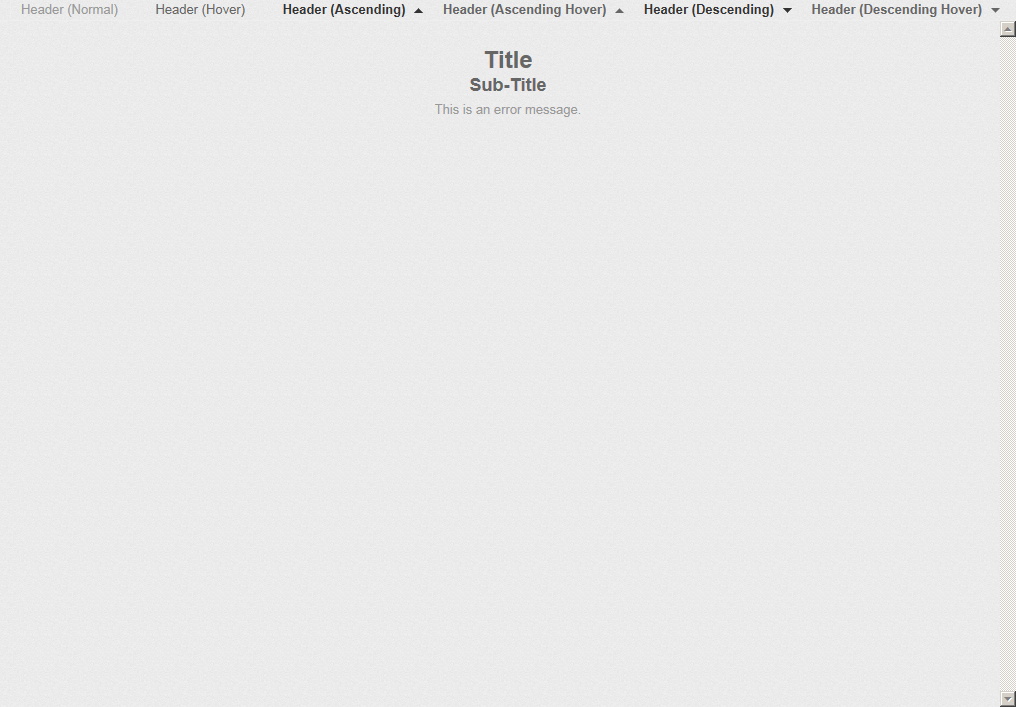 Header (Normal) Header (Hover) Header (Ascending) Header (Ascending Hover) Header (Descending) Header (Descending Hover)
Title
Sub-Title
This is an error message.